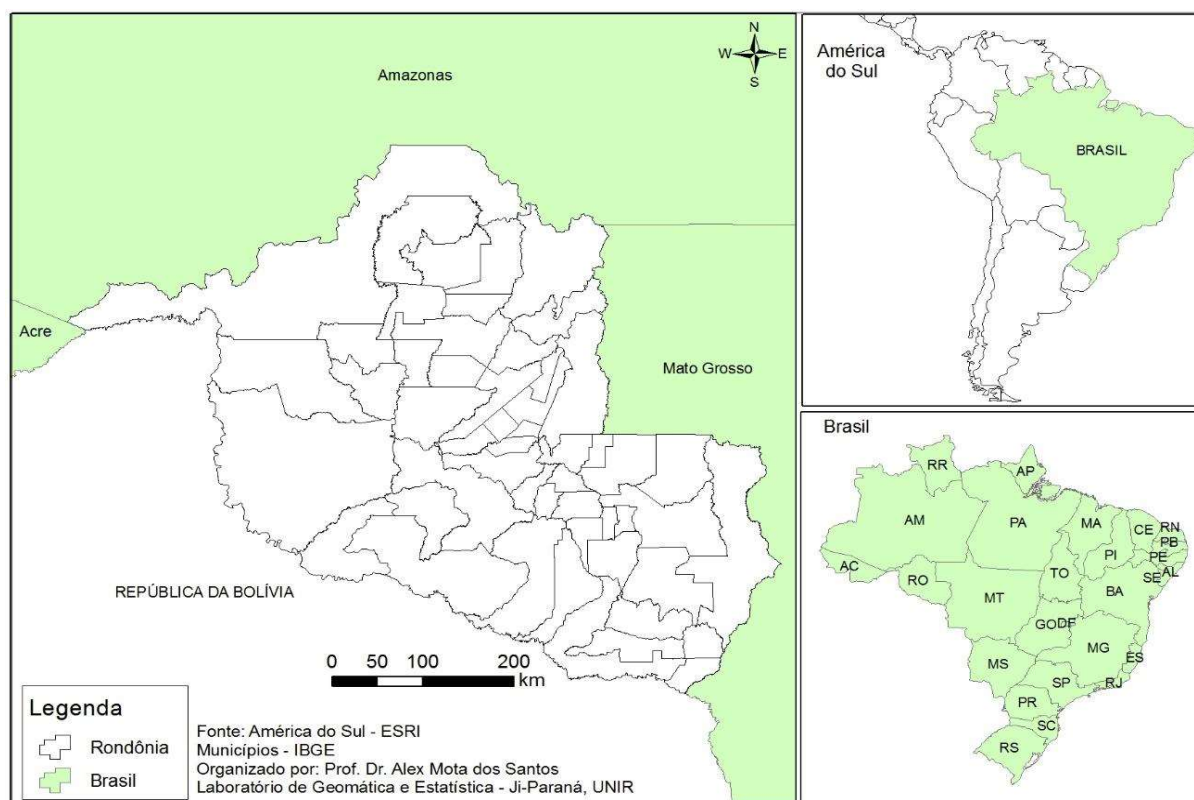 Amazonas
N
W E
S
Acre
Mato Grosso
REPÚBLICA DA BOLÍVIA
0 50 100 200
km
Legenda
Rondônia
Brasil
Fonte: América do Sul - ESRI
Municípios - IBGE
Organizado por: Prof. Dr. Alex Mota dos Santos
Laboratório de Geomática e Estatística - Ji-Paraná, UNIR
América
do Sul
BRASIL
Brasil
RR AP
AM PA MA CE RN
PB
PI PE
AC RO TO SE AL
MT BA
GO DF
MG
MS ES
SP RJ
PR
SC
RS